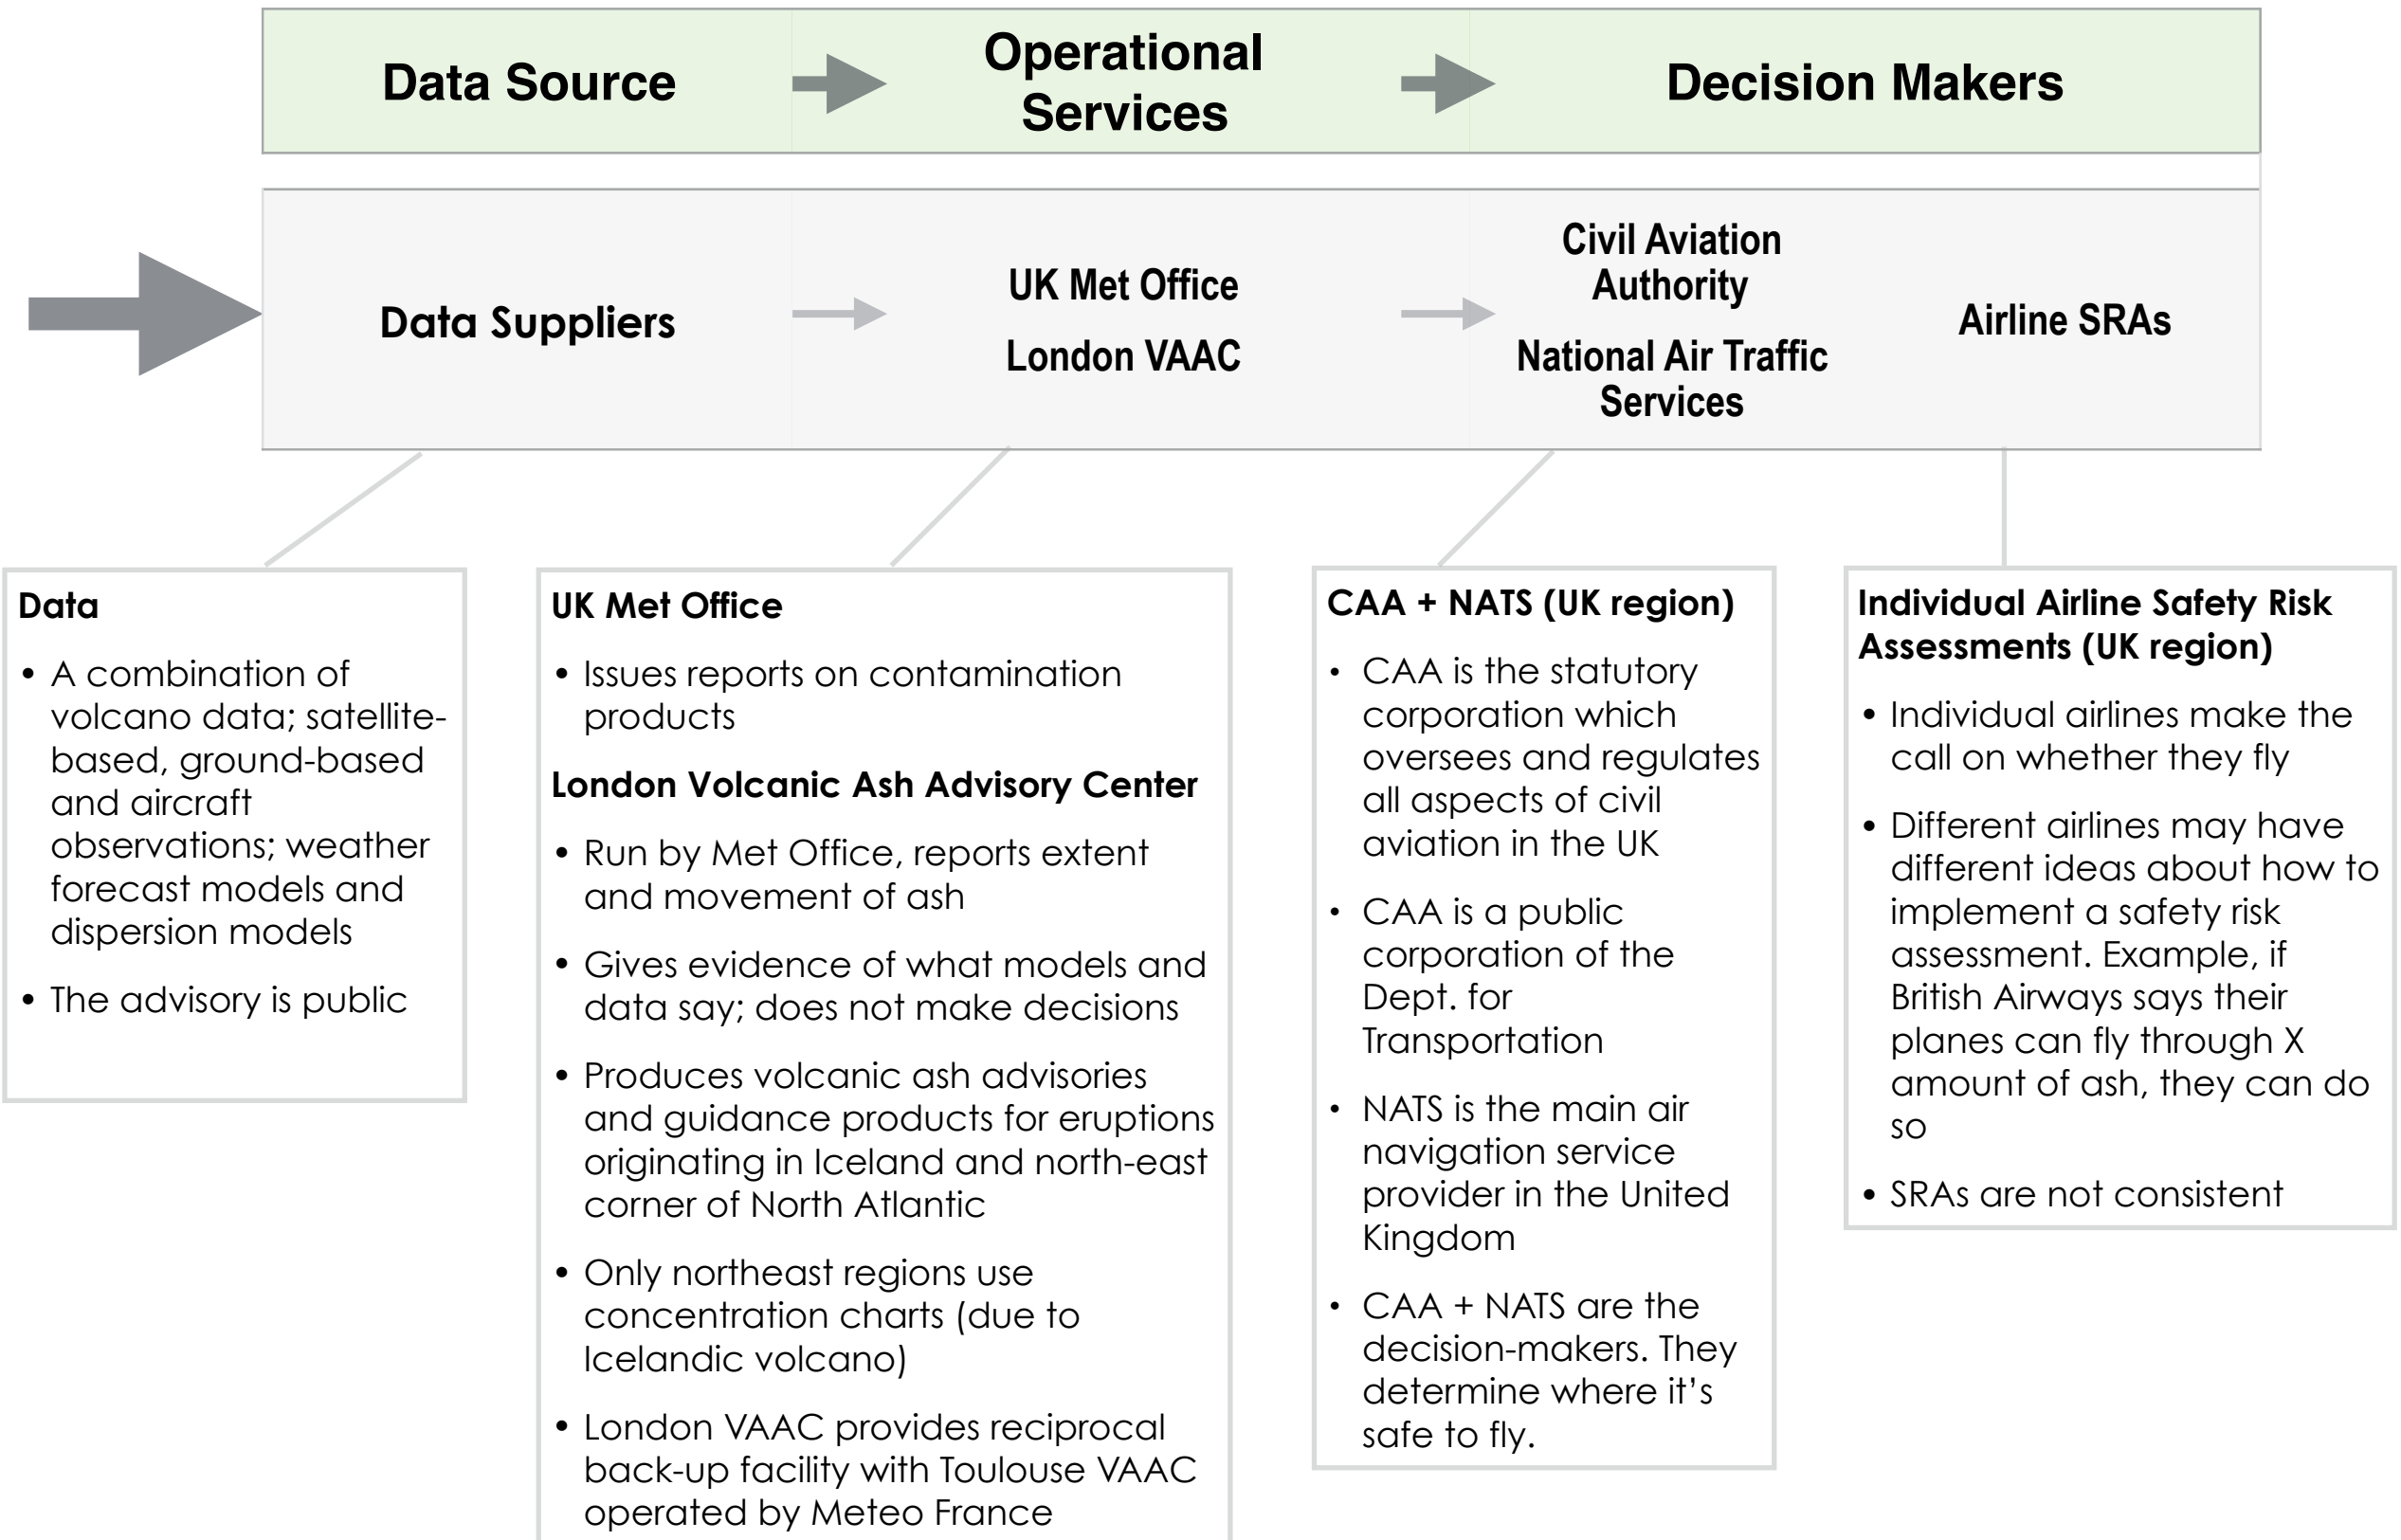 Data Source
Operational
Services
Decision Makers
Data Suppliers
UK Met Office
London VAAC
Civil Aviation
Authority
National Air Traffic
Services
Airline SRAs
Data
• A combination of
volcano data; satellite-
based, ground-based
and aircraft
observations; weather
forecast models and
dispersion models
• The advisory is public
UK Met Office
• Issues reports on contamination
products
London Volcanic Ash Advisory Center
• Run by Met Office, reports extent
and movement of ash
• Gives evidence of what models and
data say; does not make decisions
• Produces volcanic ash advisories
and guidance products for eruptions
originating in Iceland and north-east
corner of North Atlantic
• Only northeast regions use
concentration charts (due to
Icelandic volcano)
• London VAAC provides reciprocal
back-up facility with Toulouse VAAC
operated by Meteo France
CAA + NATS (UK region)
• CAA is the statutory
corporation which
oversees and regulates
all aspects of civil
aviation in the UK
• CAA is a public
corporation of the
Dept. for
Transportation
• NATS is the main air
navigation service
provider in the United
Kingdom
• CAA + NATS are the
decision-makers. They
determine where it’s
safe to fly.
Individual Airline Safety Risk
Assessments (UK region)
• Individual airlines make the
call on whether they fly
• Different airlines may have
different ideas about how to
implement a safety risk
assessment. Example, if
British Airways says their
planes can fly through X
amount of ash, they can do
so
• SRAs are not consistent